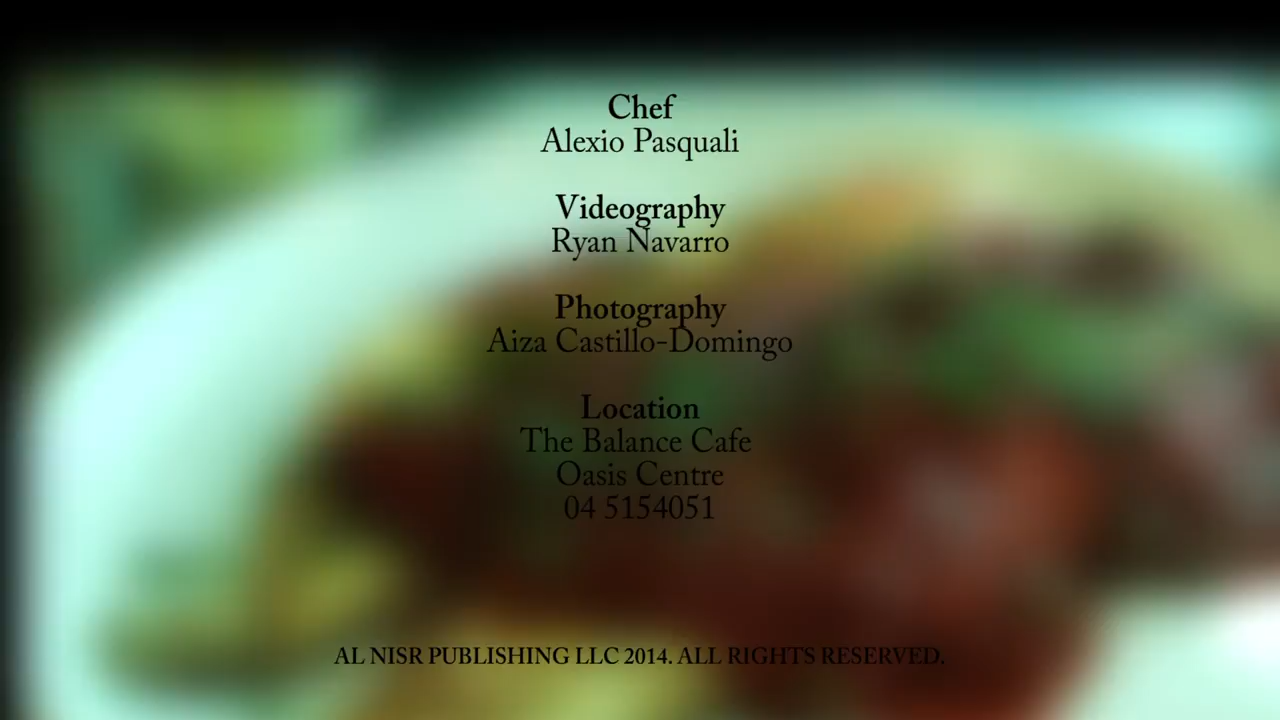 Chef
Alexio Pasquali
Videography
Ryan Navarro
Photography
Aiza Castillo-Domingo
Location
The Balance Cafe
Oasis Centre
04 5154051
AL NISR PUBLISHING LLC 2014. ALL RIGHTS RESERVED.